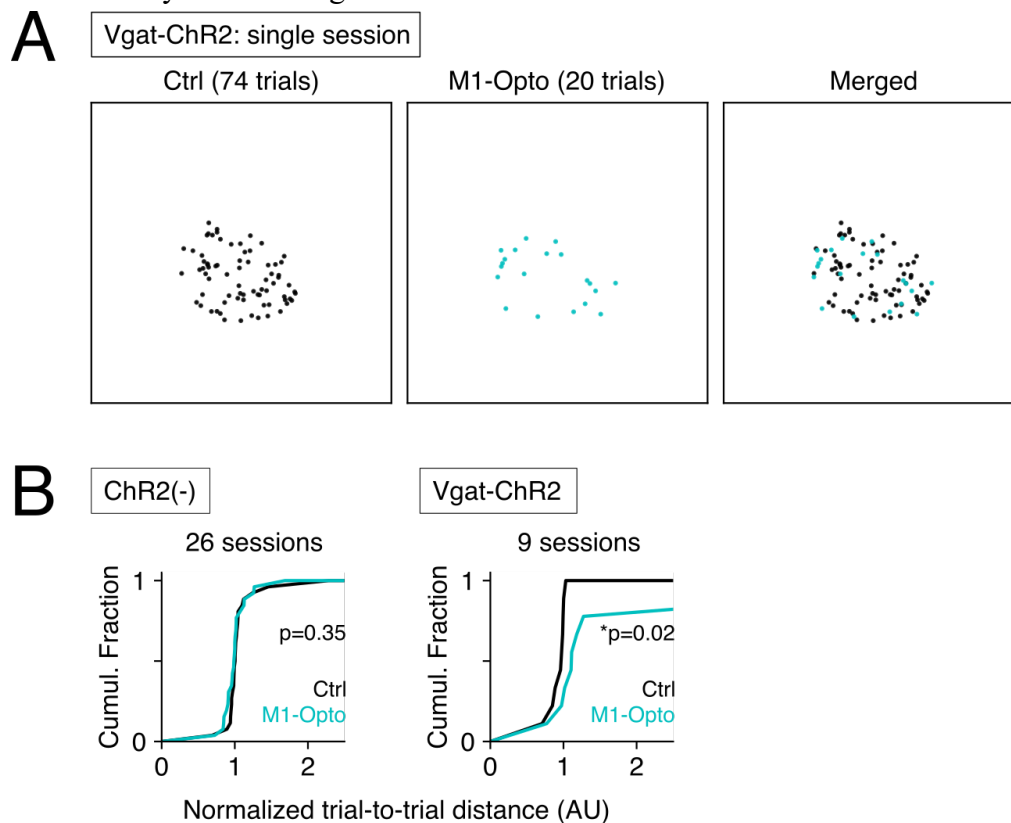 A
Vgat-ChR2: single session
Ctrl (74 trials)
M1-Opto (20 trials)
Merged
B
ChR2(-)
Vgat-ChR2
26 sessions
9 sessions
Cumul. Fraction
1
0
p=0.35
Ctrl
M1-Opto
0 1 2
Cumul. Fraction
1
0
*p=0.02
Ctrl
M1-Opto
0 1 2
Normalized trial-to-trial distance (AU)